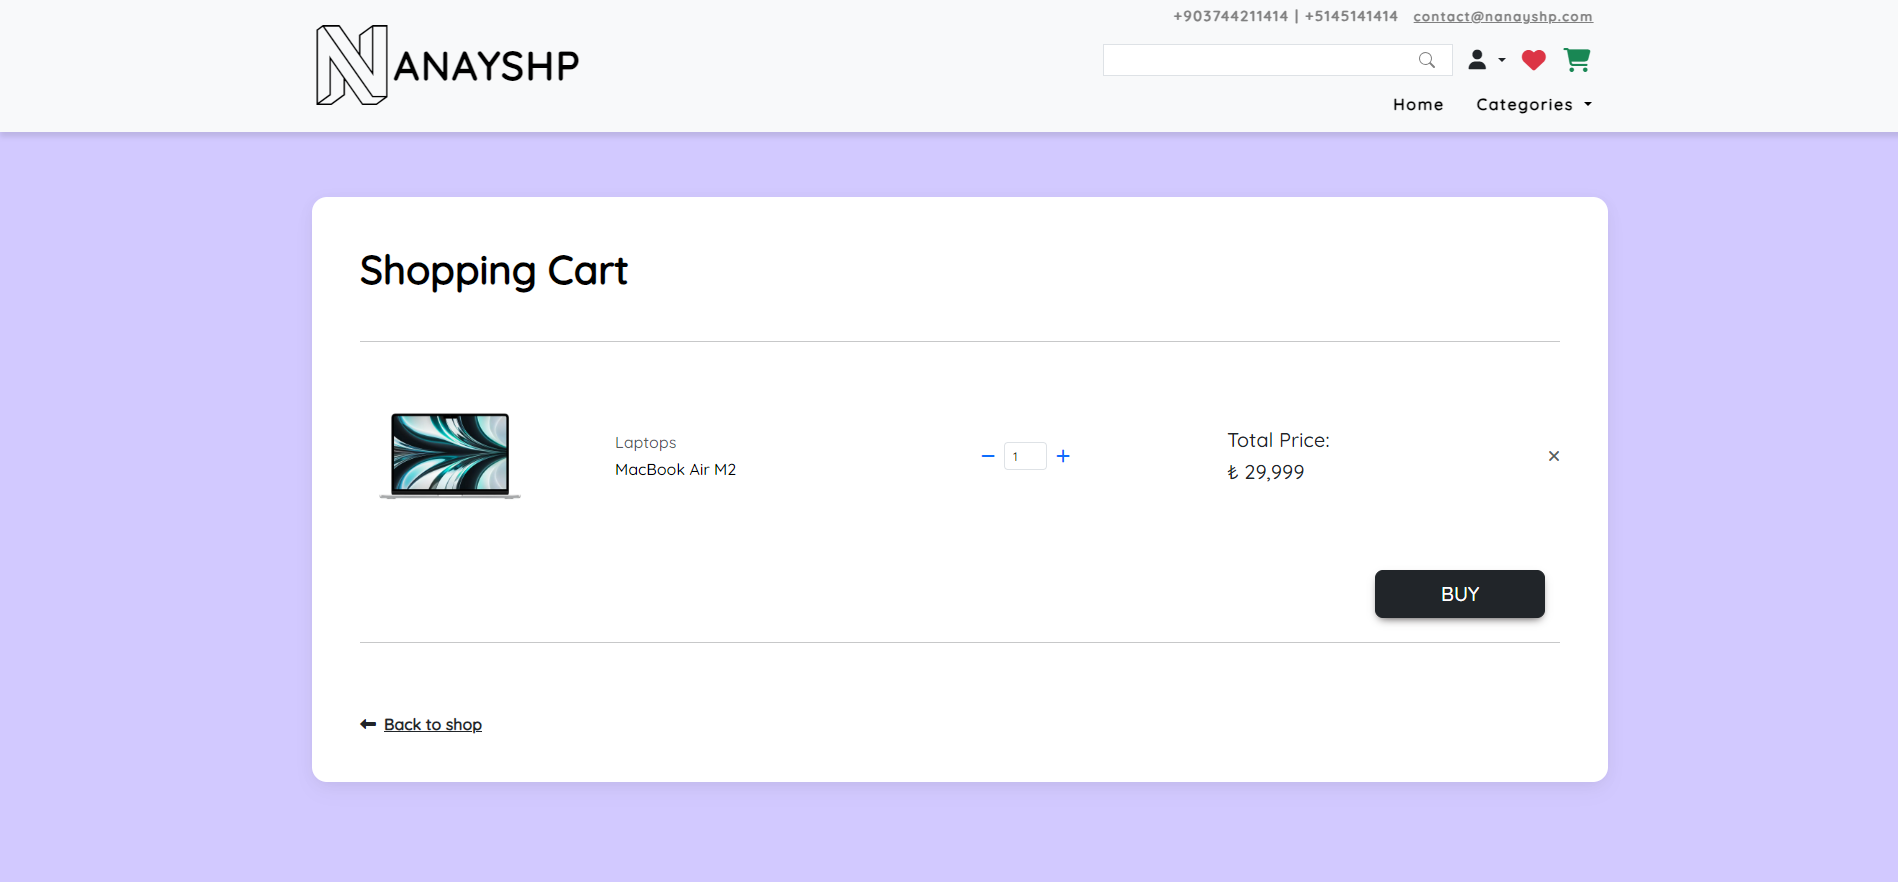 +903744211414 | +5145141414 contact@nanayshp.com
NANAYSHP
Home Categories
Shopping Cart
Laptops
MacBook Air M2
1
Total Price:
₺ 29,999
BUY
Back to shop